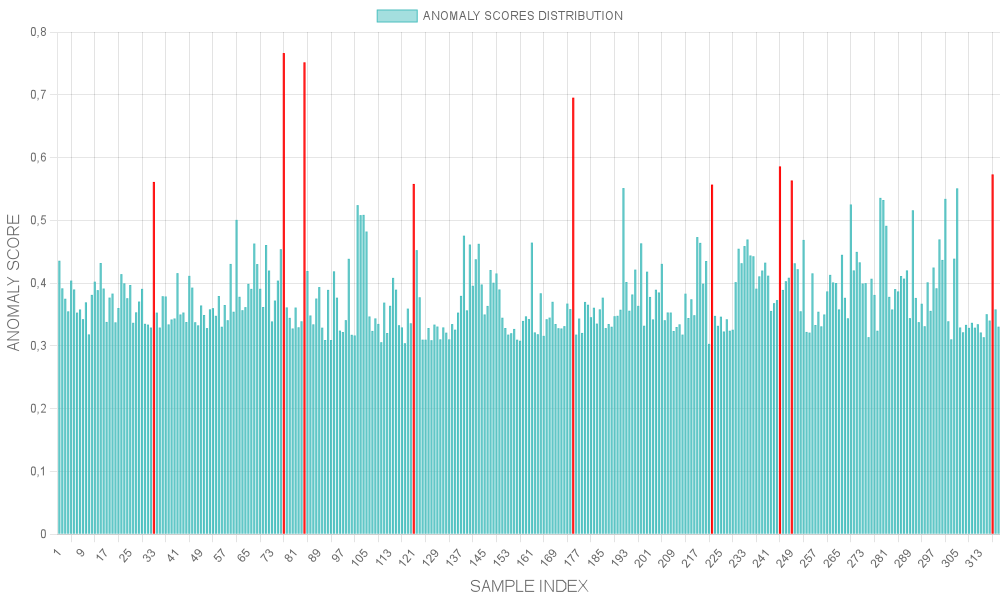 ANOMALY SCORES DISTRIBUTION
0,8
0,7
0,6
0,5
0,4
0,3
0,2
0,1
0
ANOMALY SCORE
1 9 17 25 33 41 49 57 65 73 81 89 97 105 113 121 129 137 145 153 161 169 177 185 193 201 209 217 225 233 241 249 257 265 273 281 289 297 305 313
SAMPLE INDEX